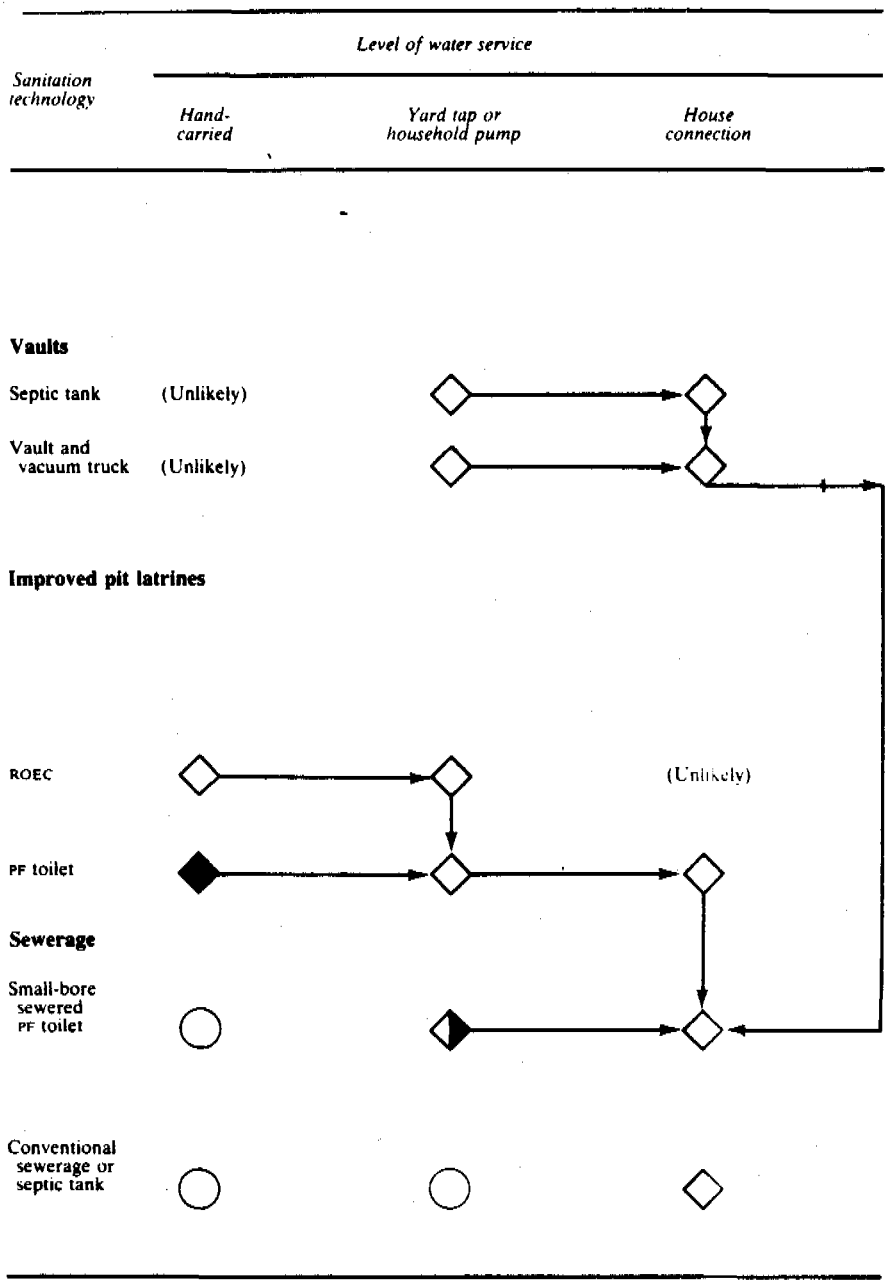 Level of water service
Sanitation
technology
Hand-
carried
Yard tap or
household pump
House
connection
Vaults
Septic tank (Unlikely)
Vault and
vacuum truck (Unlikely)
Improved pit latrines
ROEC (Unlikely)
PF toilet
Sewerage
Small-bore
sewered
PF toilet
Conventional
sewerage or
septic tank